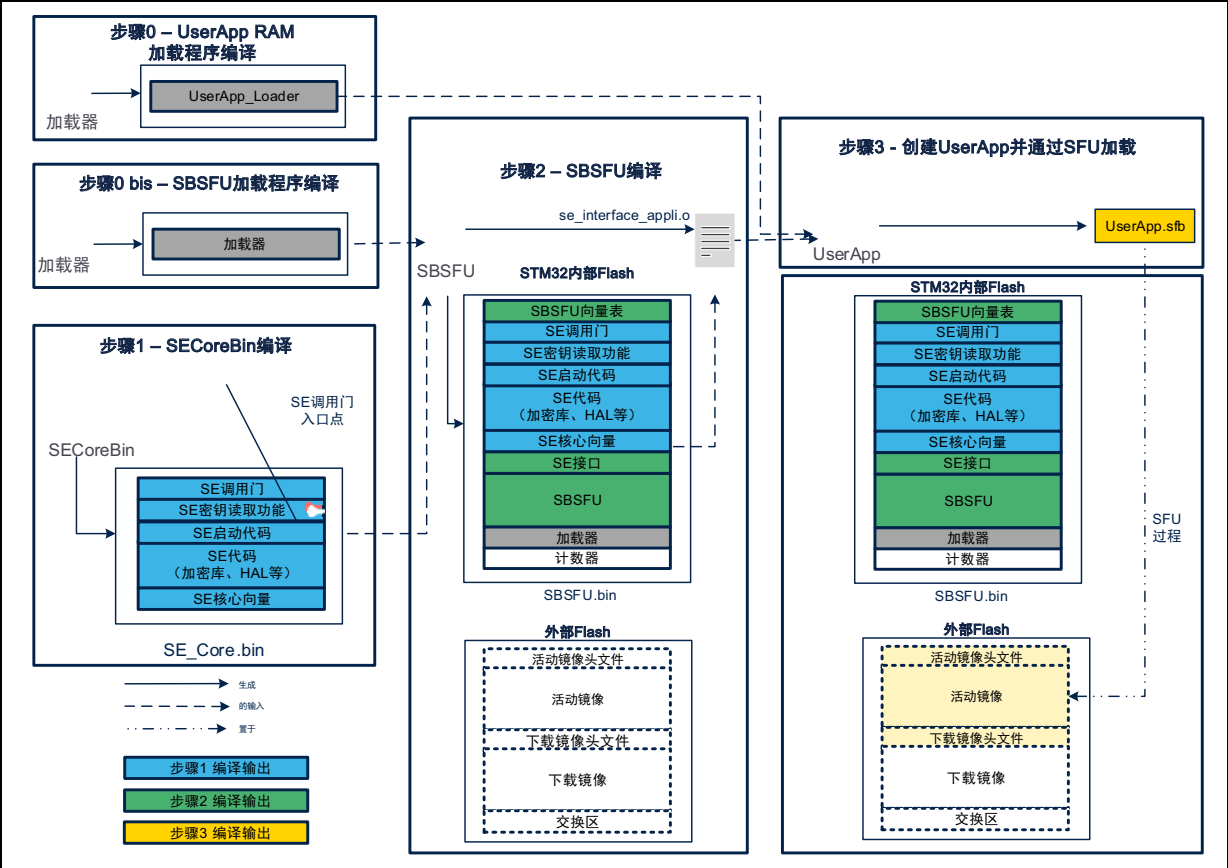 步骤0 – UserApp RAM
加载程序编译
UserApp_Loader
加载器
步骤0 bis – SBSFU加载程序编译
加载器
加载器
步骤1 – SECoreBin编译
SE调用门
入口点
SECoreBin
SE调用门
SE密钥读取功能
SE启动代码
SE代码
（加密库、HAL等）
SE核心向量
SE_Core.bin
生成
的输入
置于
步骤1 编译输出
步骤2 编译输出
步骤3 编译输出
步骤2 – SBSFU编译
se_interface_appli.o
SBSFU
STM32内部Flash
SBSFU向量表
SE调用门
SE密钥读取功能
SE启动代码
SE代码
（加密库、HAL等）
SE核心向量
SE接口
SBSFU
加载器
计数器
SBSFU.bin
外部Flash
活动镜像头文件
活动镜像
下载镜像头文件
下载镜像
交换区
步骤3 - 创建UserApp并通过SFU加载
UserApp.sfb
UserApp
STM32内部Flash
SBSFU向量表
SE调用门
SE密钥读取功能
SE启动代码
SE代码
（加密库、HAL等）
SE核心向量
SE接口
SBSFU
加载器
计数器
SBSFU.bin
SFU
过程
外部Flash
活动镜像头文件
活动镜像
下载镜像头文件
下载镜像
交换区